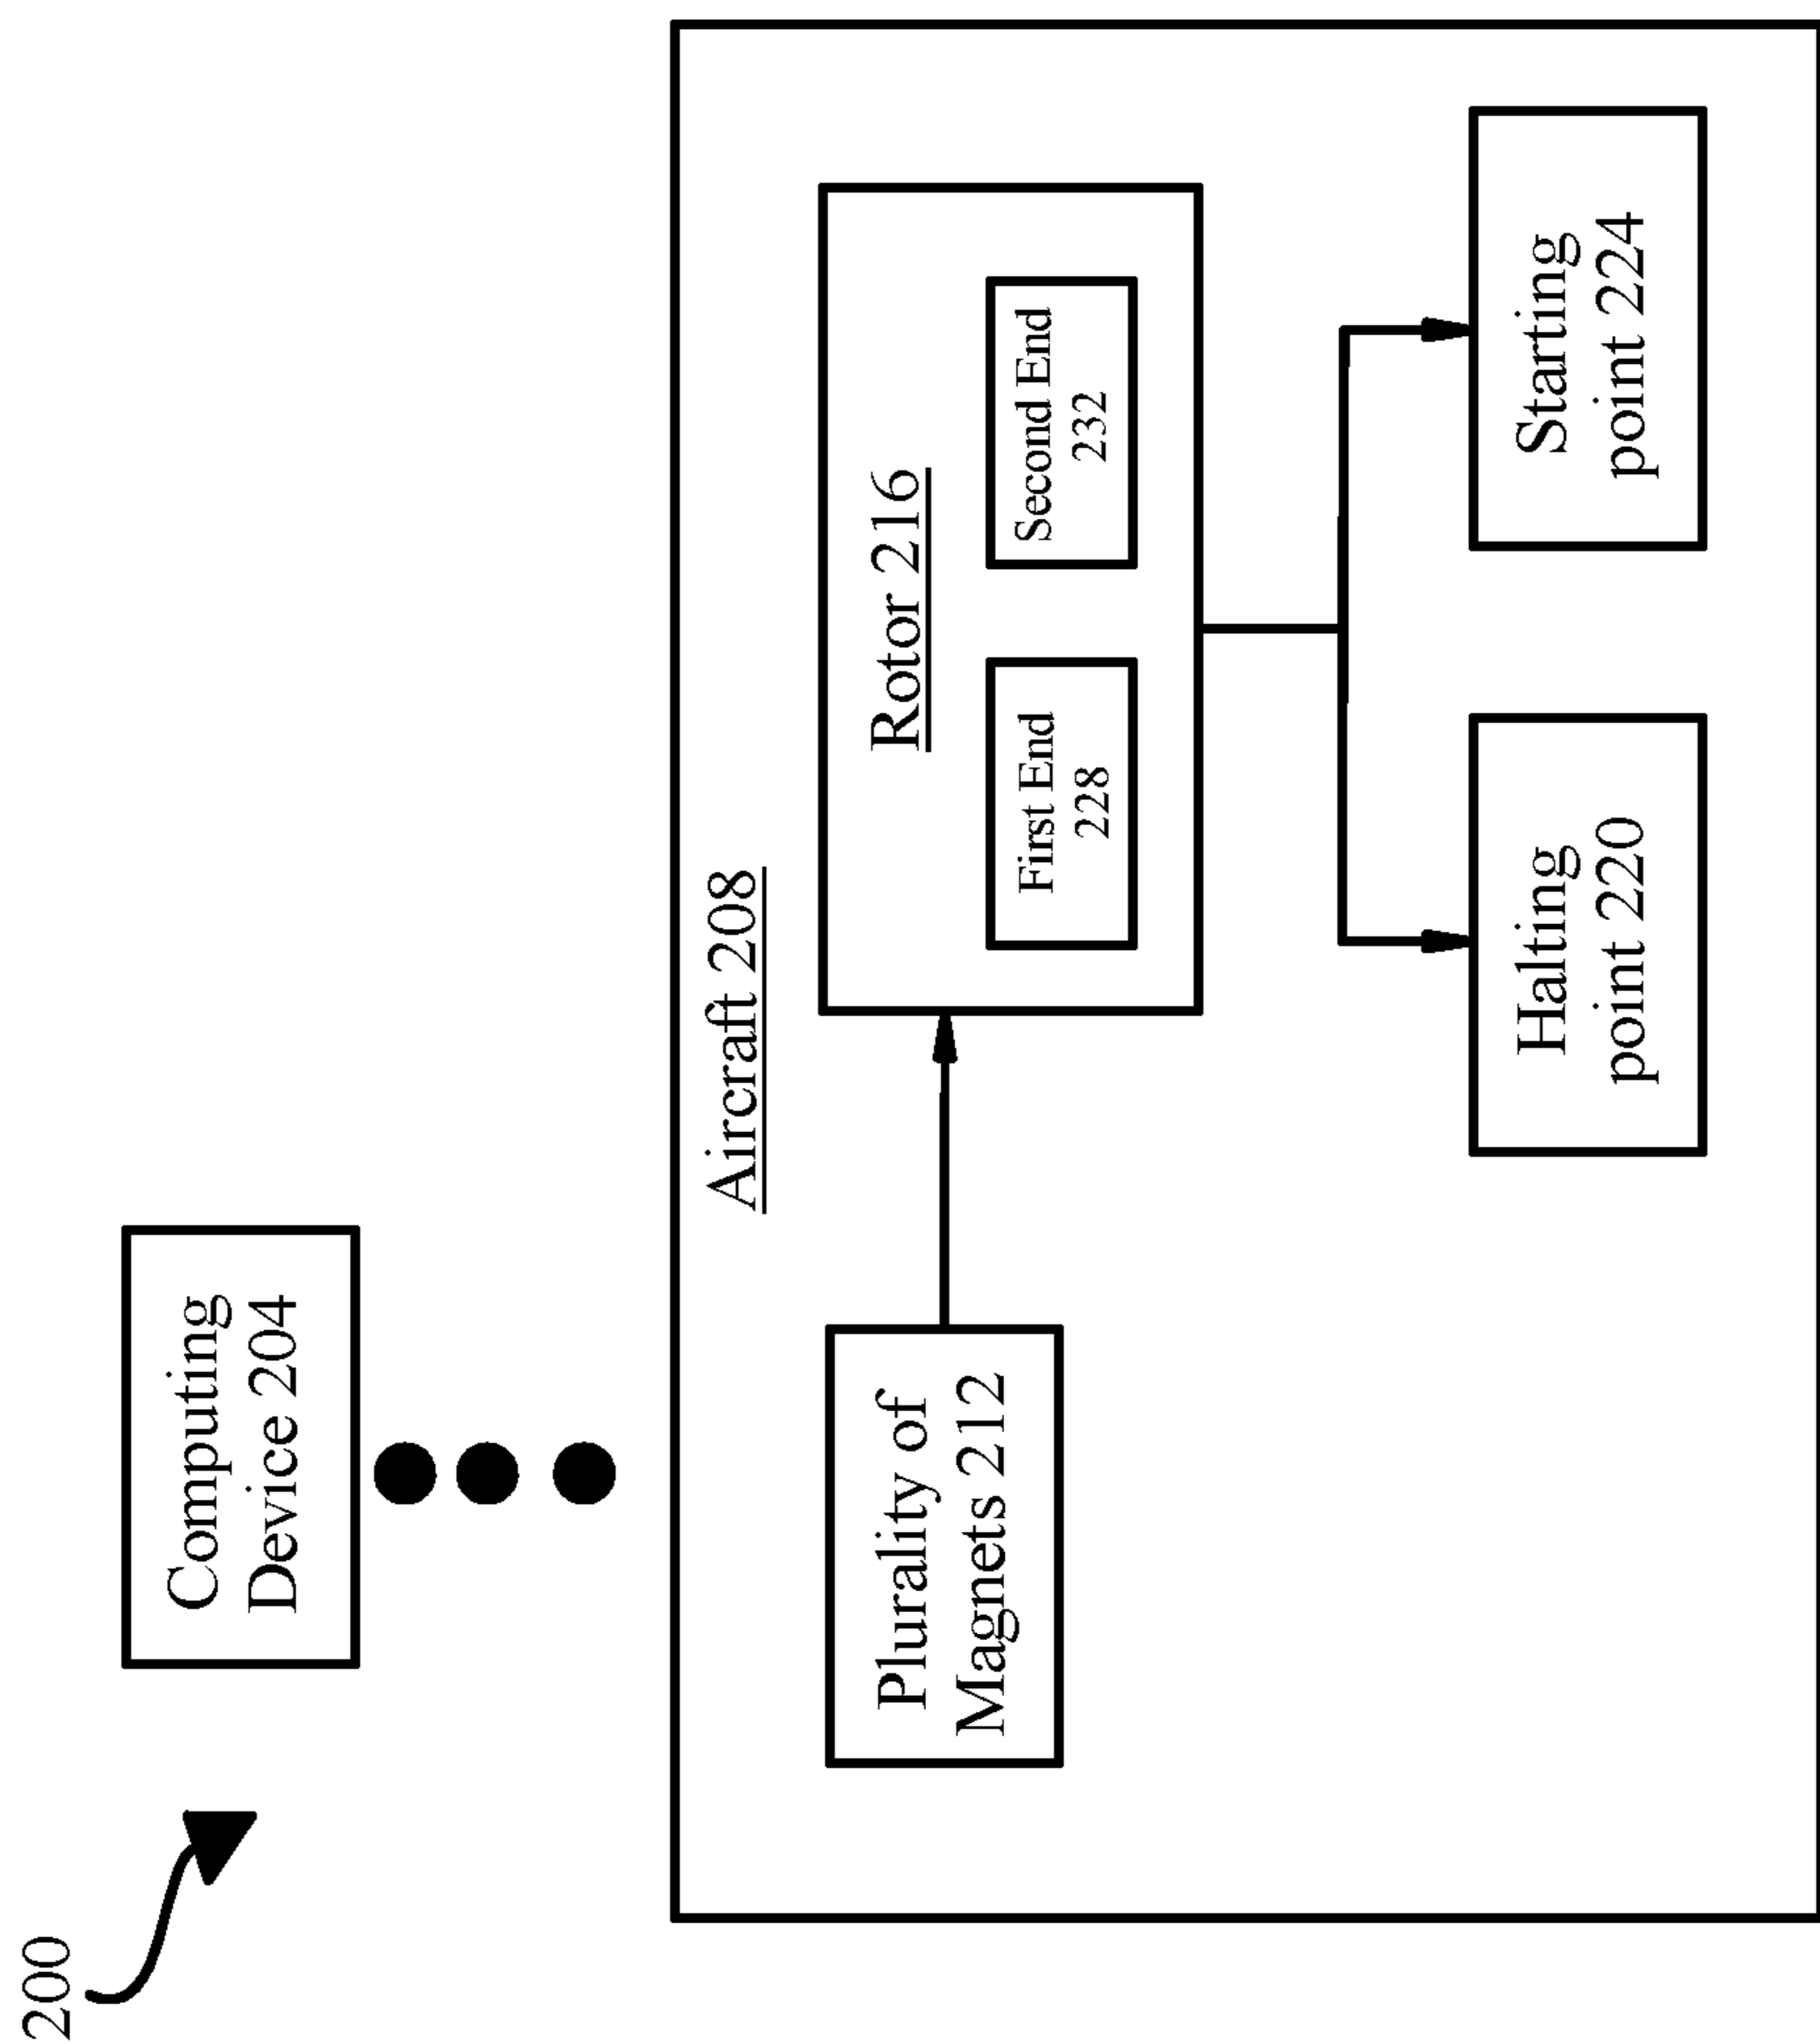 200
Computing
Device 204
Aircraft 208
Plurality of
Magnets 212
Rotor 216
First End
228
Second End
232
Halting
point 220
Starting
point 224